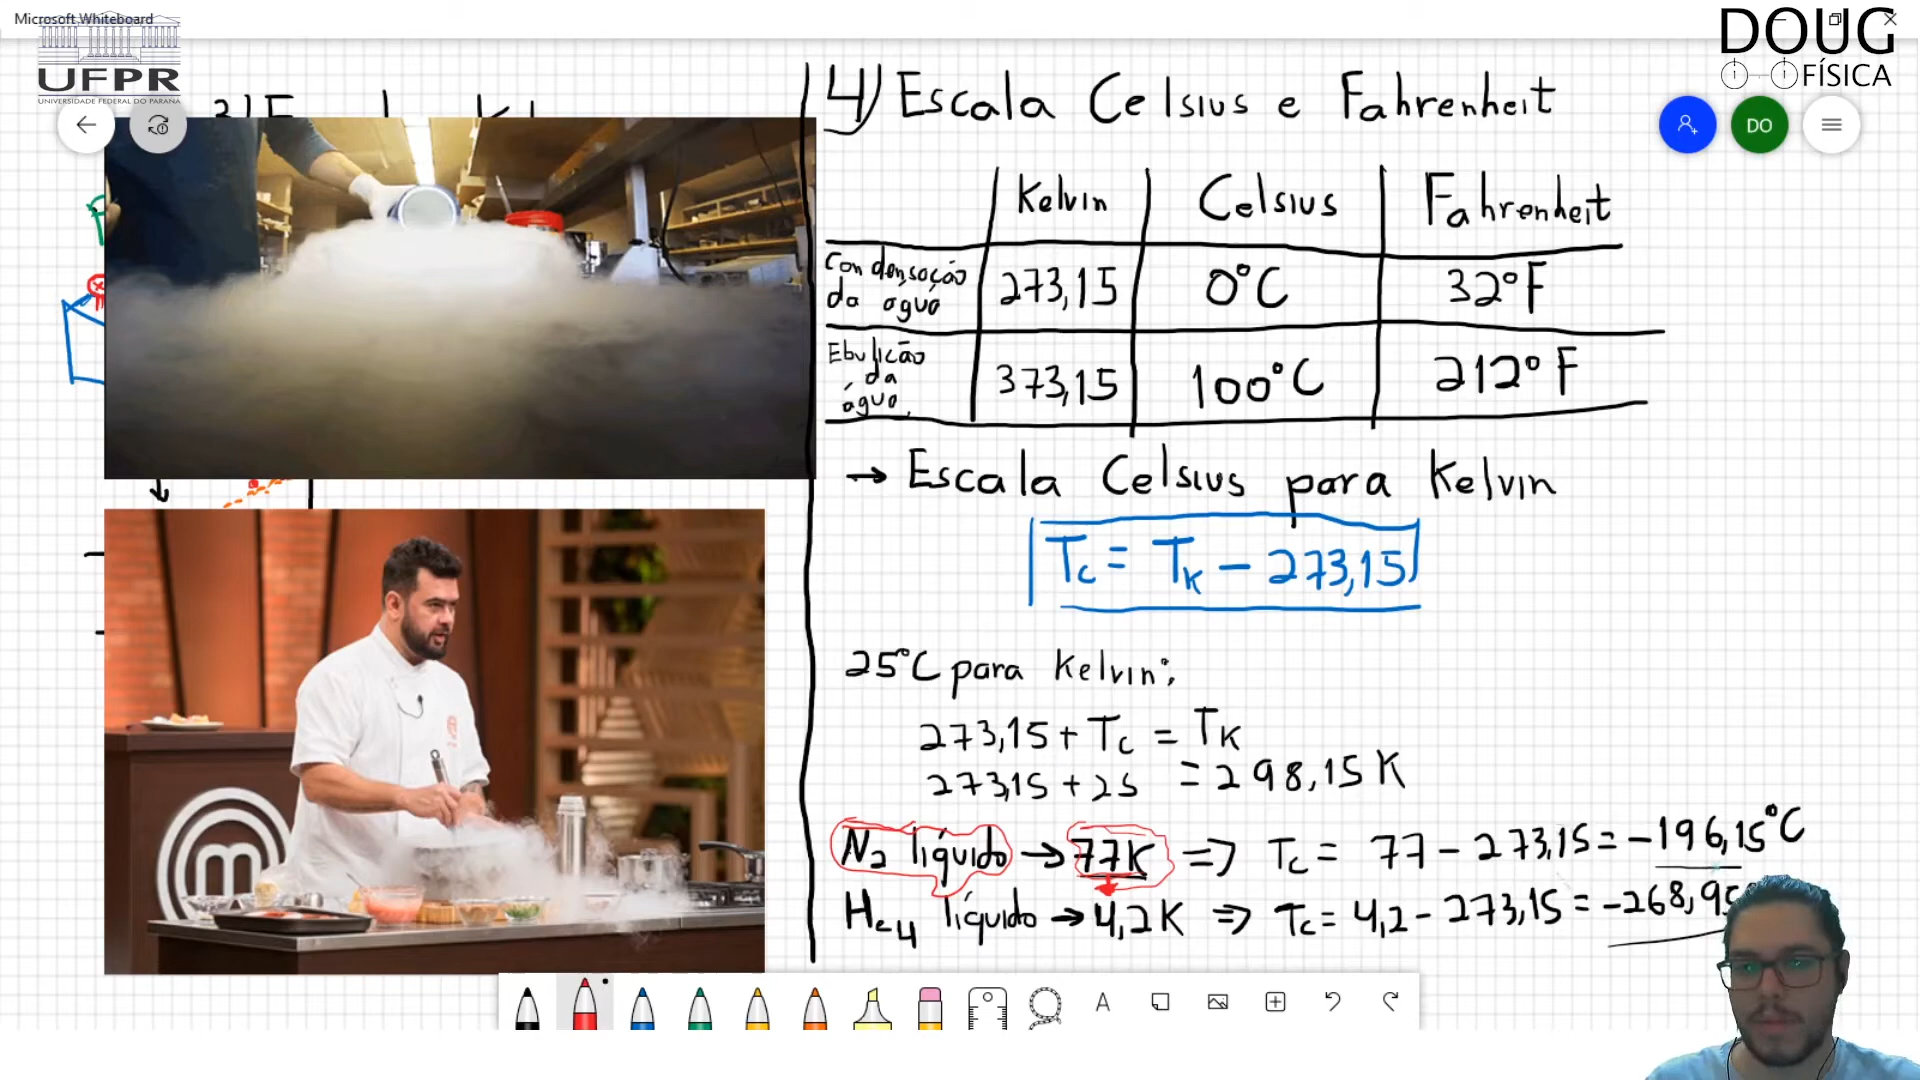 Microsoft Whiteboard
UFPR
UNIVERSIDADE FEDERAL DO PARANÁ
DOUG
FÍSICA
DO
4) Escala Celsius e Fahrenheit
Kelvin Celsius Fahrenheit
Condensação da agua 273,15 0°C 32°F
Ebulição da água 373,15 100°C 212°F
→ Escala Celsius para Kelvin
Tc = TK - 273,15
25°C para Kelvin:
273,15 + Tc = TK
273,15 + 25 = 298,15 K
N2 líquido → 77K => Tc = 77 - 273,15 = -196,15°C
He4 líquido → 4,2K => Tc = 4,2 - 273,15 = -268,95